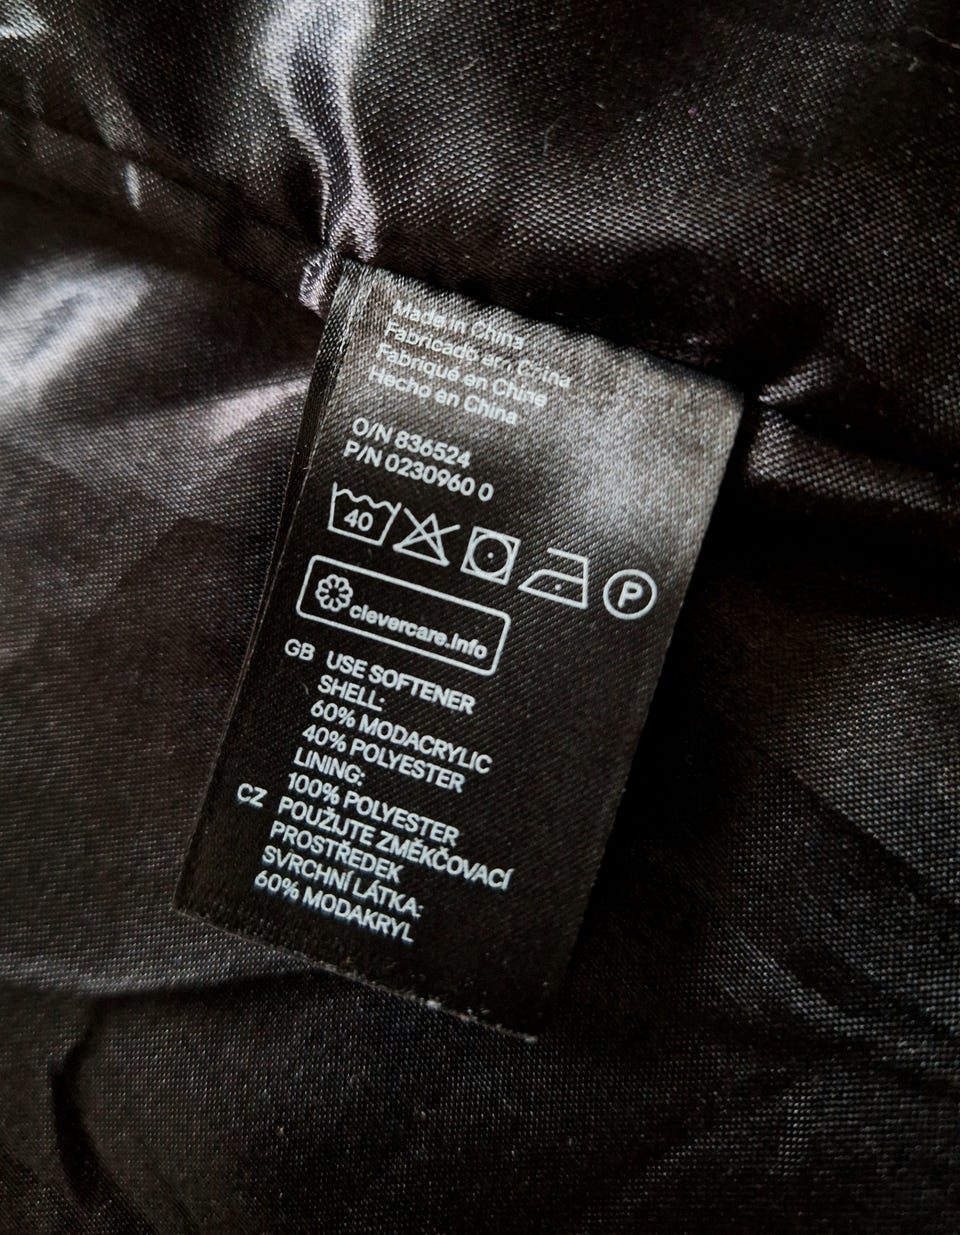 Made in China
Fabricado em China
Fabriqué en Chine
Hecho en China
O/N 836524
P/N 0230960 0
40 P
clevercare.info
GB USE SOFTENER
SHELL:
60% MODACRYLIC
40% POLYESTER
LINING:
100% POLYESTER
CZ POUŽIJTE ZMĚKČOVACÍ
PROSTŘEDEK
SVRCHNÍ LÁTKA:
60% MODAKRYL